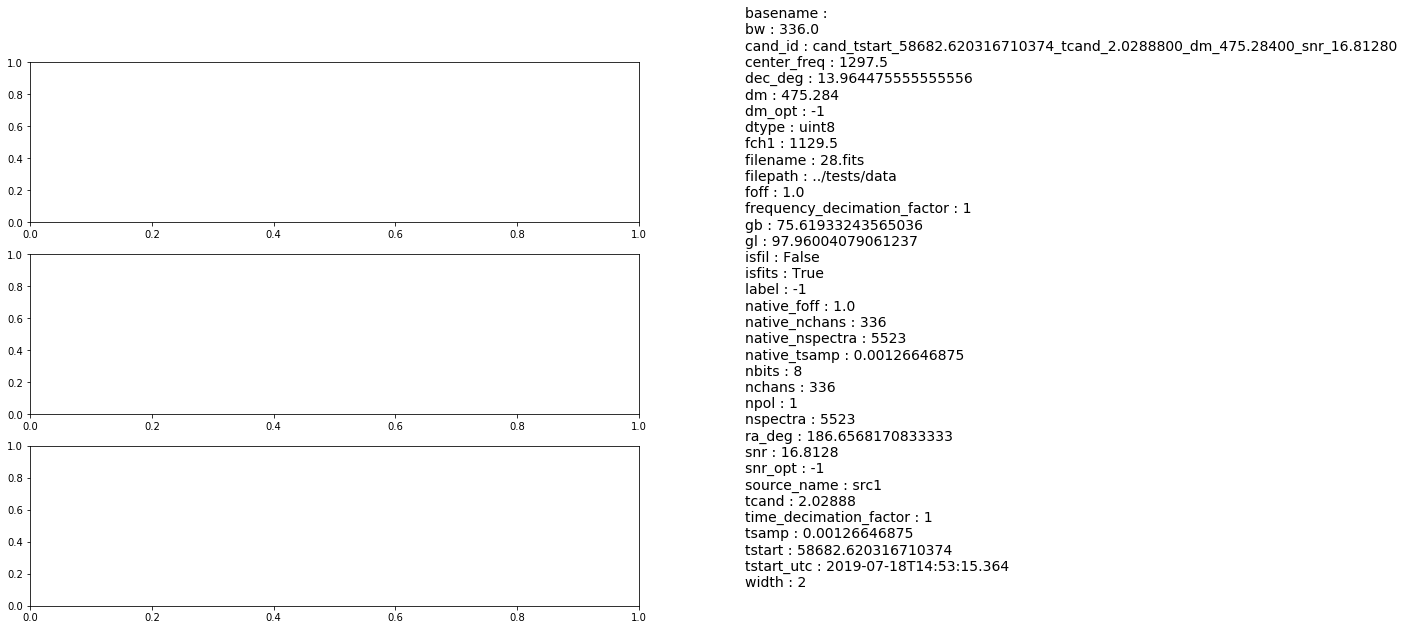 1.0
0.8
0.6
0.4
0.2
0.0
0.0 0.2 0.4 0.6 0.8 1.0
1.0
0.8
0.6
0.4
0.2
0.0
0.0 0.2 0.4 0.6 0.8 1.0
1.0
0.8
0.6
0.4
0.2
0.0
0.0 0.2 0.4 0.6 0.8 1.0
basename :
bw : 336.0
cand_id : cand_tstart_58682.620316710374_tcand_2.0288800_dm_475.28400_snr_16.81280
center_freq : 1297.5
dec_deg : 13.964475555555556
dm : 475.284
dm_opt : -1
dtype : uint8
fch1 : 1129.5
filename : 28.fits
filepath : ../tests/data
foff : 1.0
frequency_decimation_factor : 1
gb : 75.61933243565036
gl : 97.96004079061237
isfil : False
isfits : True
label : -1
native_foff : 1.0
native_nchans : 336
native_nspectra : 5523
native_tsamp : 0.00126646875
nbits : 8
nchans : 336
npol : 1
nspectra : 5523
ra_deg : 186.6568170833333
snr : 16.8128
snr_opt : -1
source_name : src1
tcand : 2.02888
time_decimation_factor : 1
tsamp : 0.00126646875
tstart : 58682.620316710374
tstart_utc : 2019-07-18T14:53:15.364
width : 2